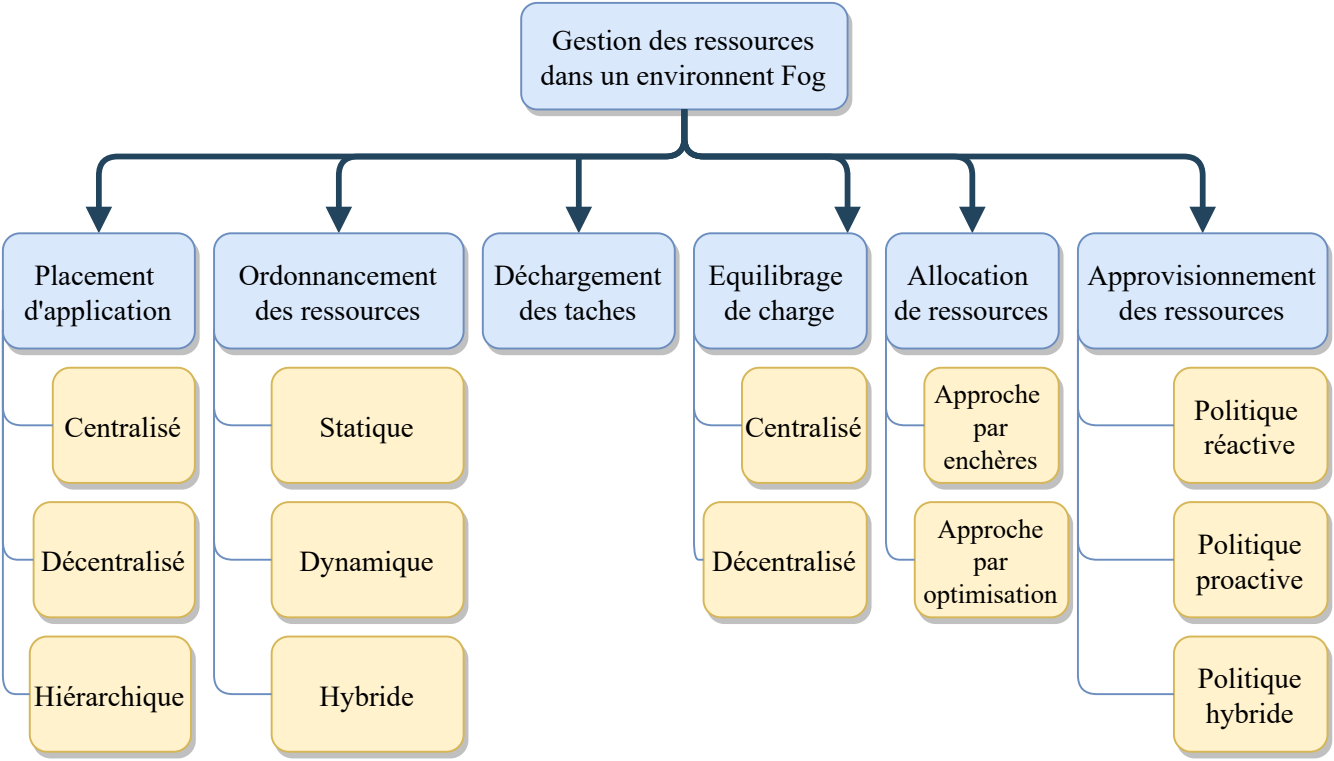 Gestion des ressources
dans un environnent Fog
Placement
d'application
Centralisé
Décentralisé
Hiérarchique
Ordonnancement
des ressources
Statique
Dynamique
Hybride
Déchargement
des taches
Equilibrage
de charge
Centralisé
Décentralisé
Allocation
de ressources
Approche
par
enchères
Approche
par
optimisation
Approvisionnement
des ressources
Politique
réactive
Politique
proactive
Politique
hybride